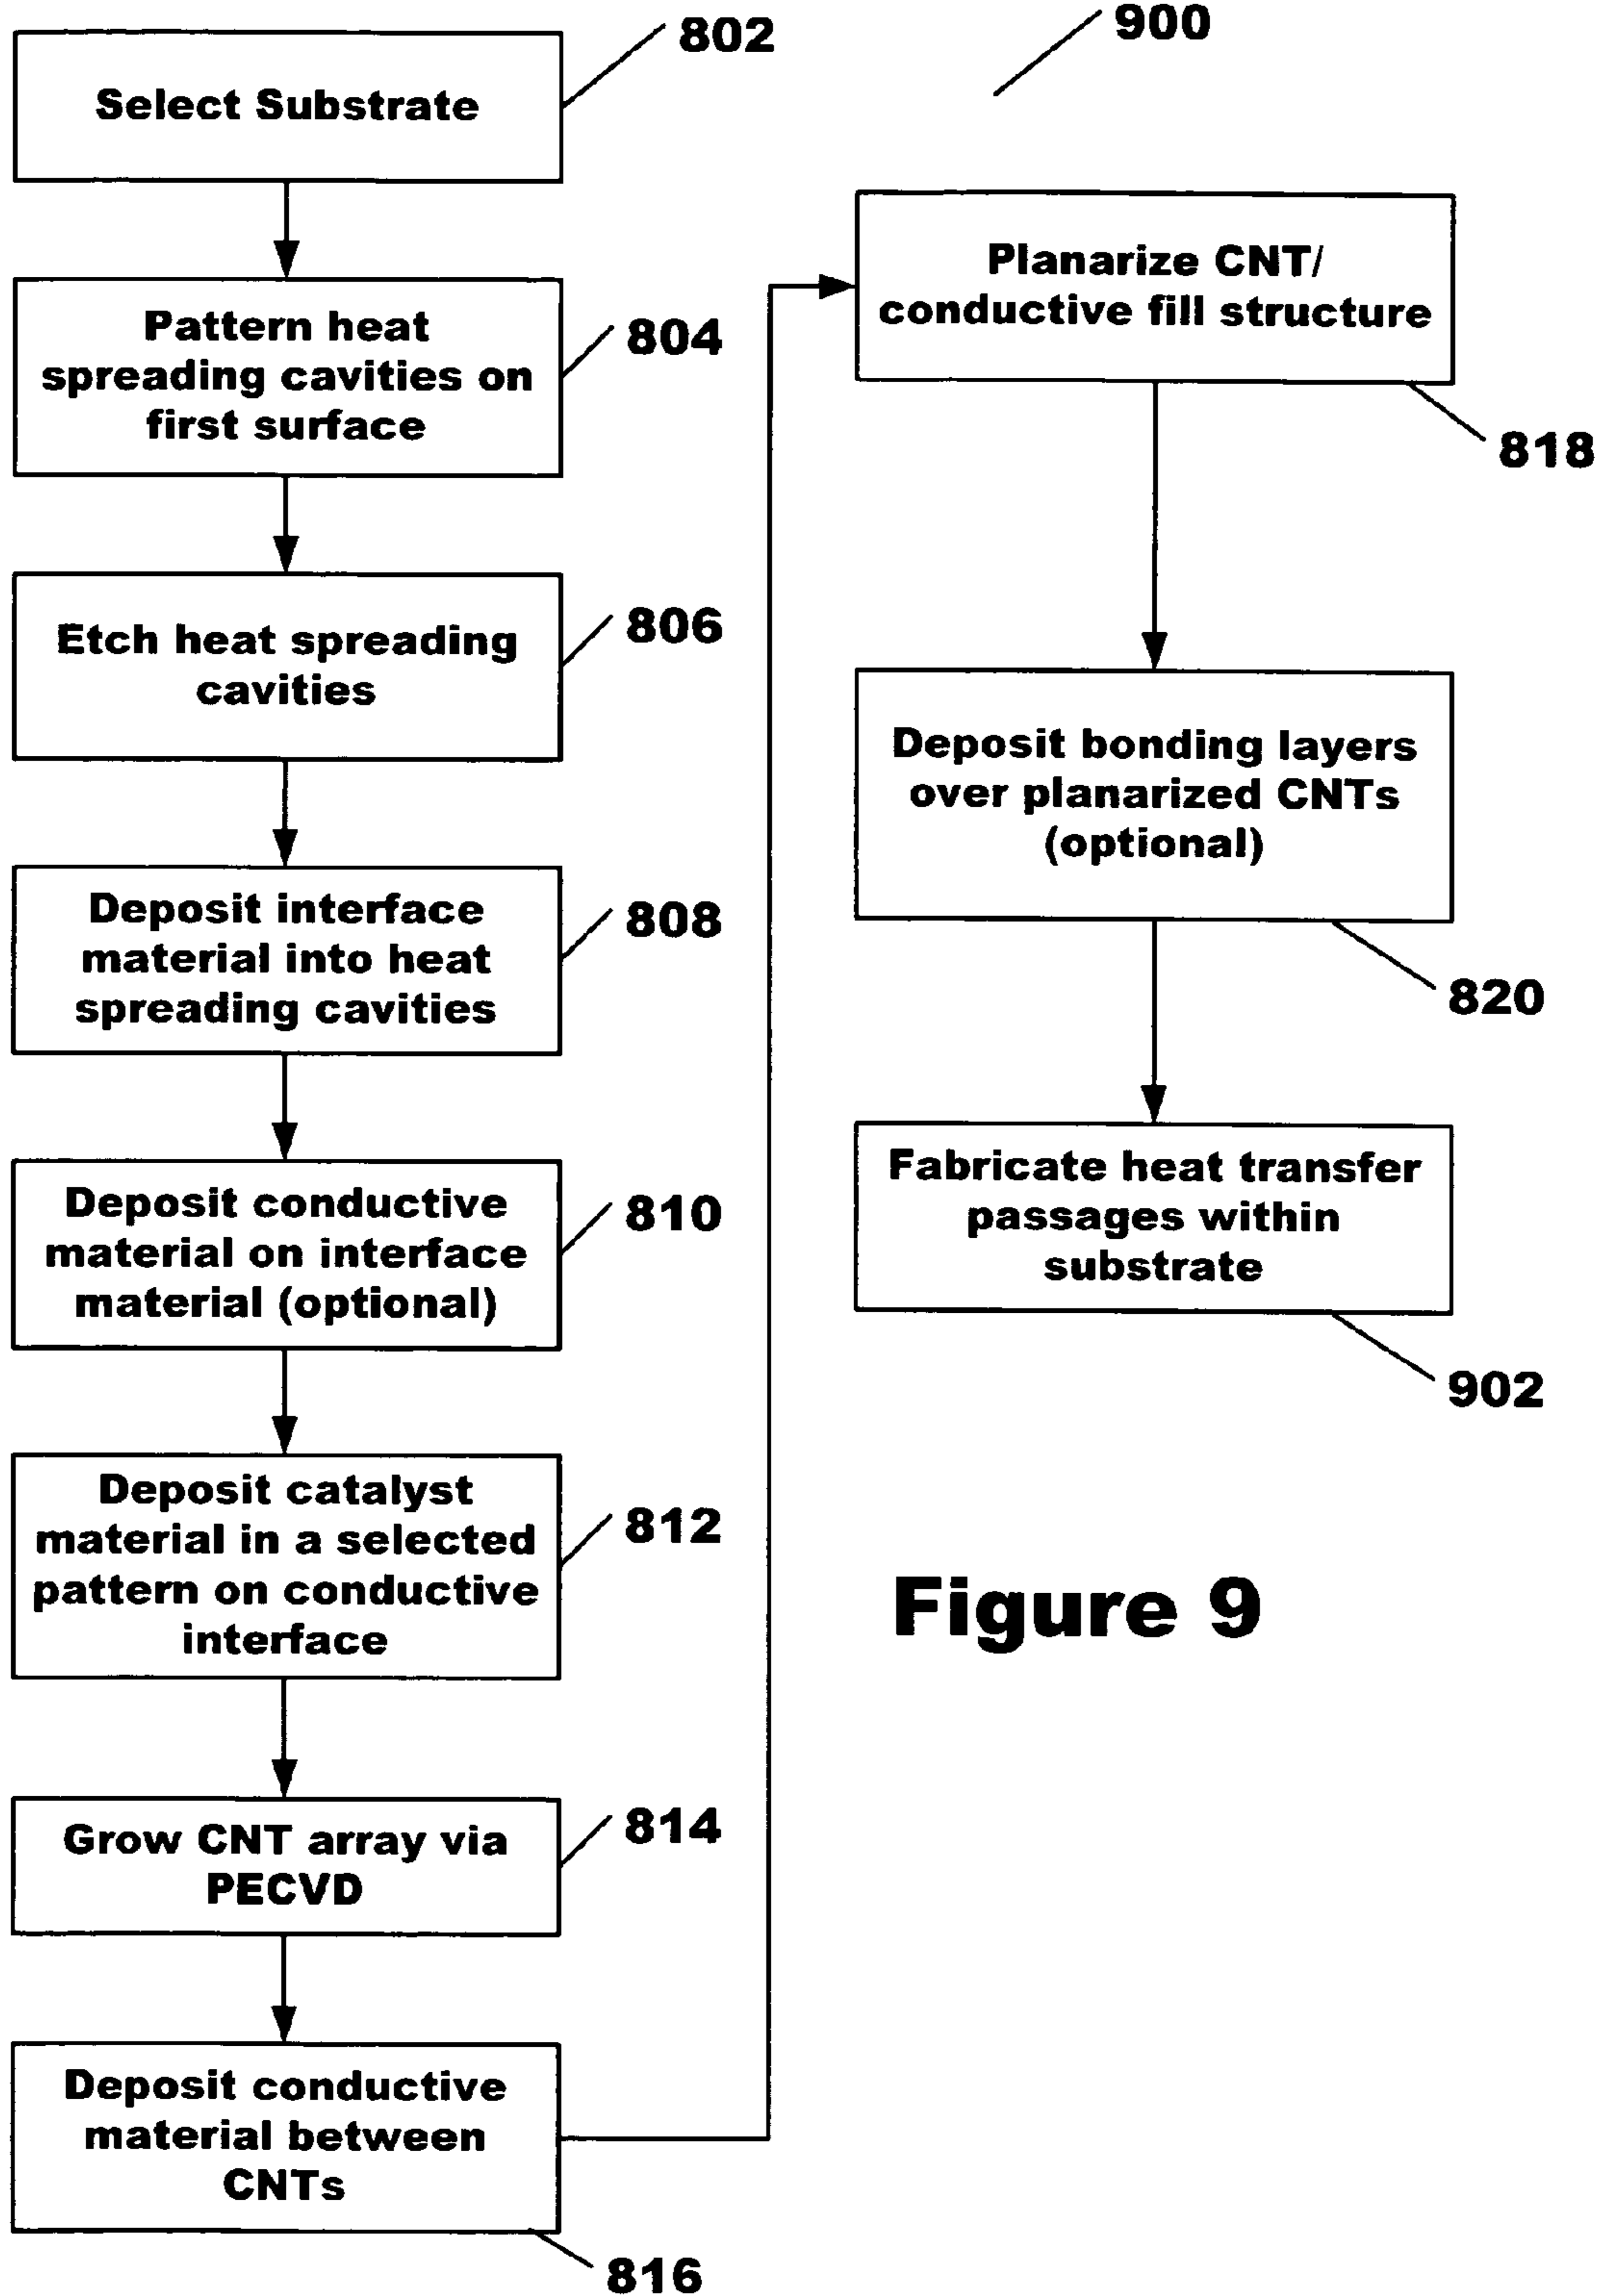 802
Select Substrate
804
Pattern heat
spreading cavities on
first surface
806
Etch heat spreading
cavities
808
Deposit interface
material into heat
spreading cavities
810
Deposit conductive
material on interface
material (optional)
812
Deposit catalyst
material in a selected
pattern on conductive
interface
814
Grow CNT array via
PECVD
Deposit conductive
material between
CNTs
816
900
Planarize CNT/
conductive fill structure
818
Deposit bonding layers
over planarized CNTs
(optional)
820
Fabricate heat transfer
passages within
substrate
902
Figure 9